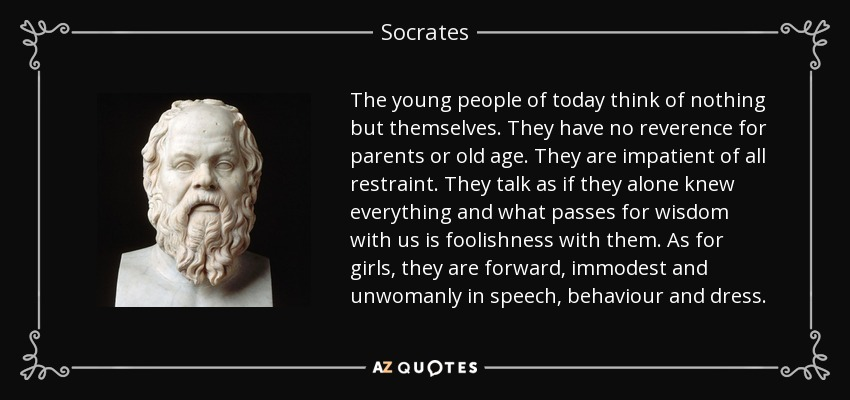 Socrates
The young people of today think of nothing
but themselves. They have no reverence for
parents or old age. They are impatient of all
restraint. They talk as if they alone knew
everything and what passes for wisdom
with us is foolishness with them. As for
girls, they are forward, immodest and
unwomanly in speech, behaviour and dress.
AZ QUOTES